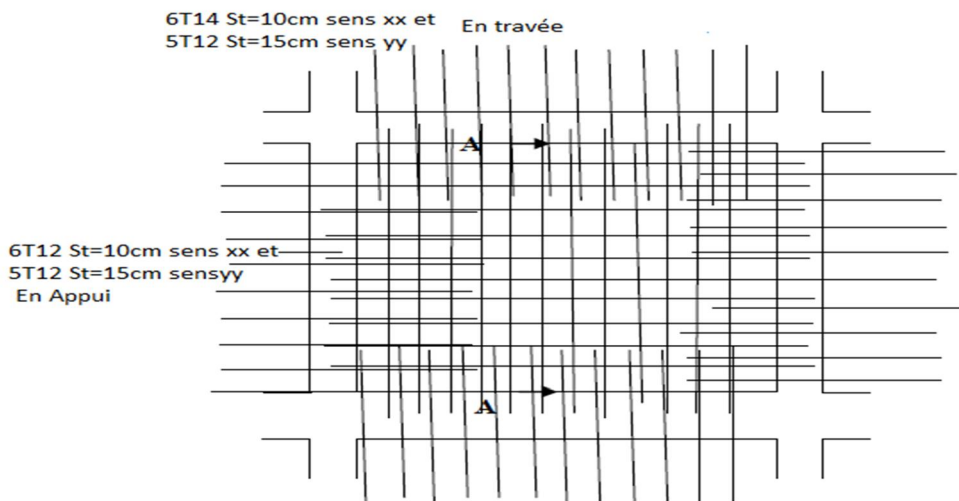 6T14 St=10cm sens xx et
5T12 St=15cm sens yy
En travée
A
6T12 St=10cm sens xx et
5T12 St=15cm sensyy
En Appui
A